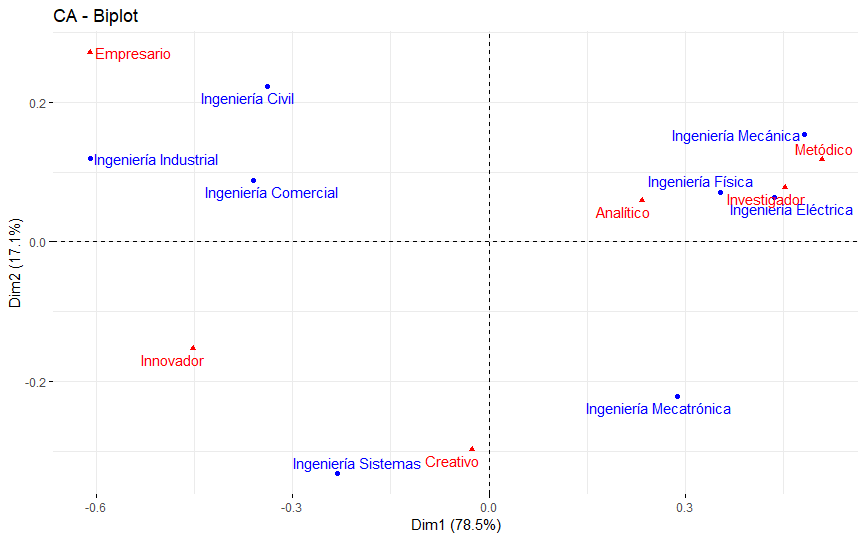 CA - Biplot
Empresario
Ingeniería Civil
Ingeniería Mecánica
Metódico
Ingeniería Industrial
Ingeniería Física
Ingeniería Comercial
Investigador
Analítico
Ingeniería Eléctrica
Innovador
Ingeniería Mecatrónica
Ingeniería Sistemas
Creativo
0.2
0.0
-0.2
Dim2 (17.1%)
-0.6
-0.3
0.0
0.3
Dim1 (78.5%)